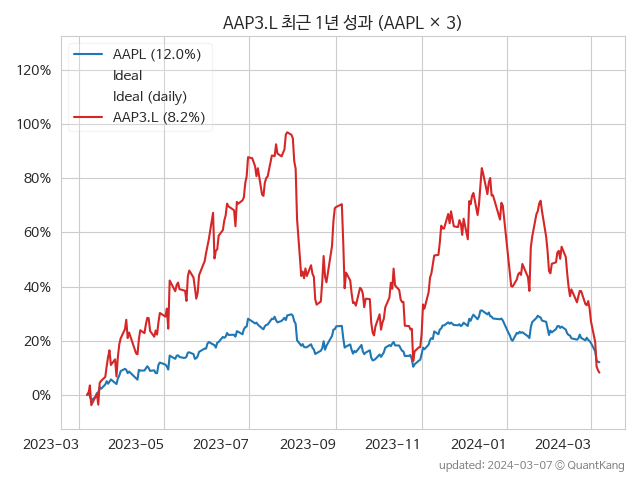 AAP3.L 최근 1년 성과 (AAPL × 3)
AAPL (12.0%)
Ideal
Ideal (daily)
AAP3.L (8.2%)
120%
100%
80%
60%
40%
20%
0%
2023-03 2023-05 2023-07 2023-09 2023-11 2024-01 2024-03
updated: 2024-03-07 © QuantKang